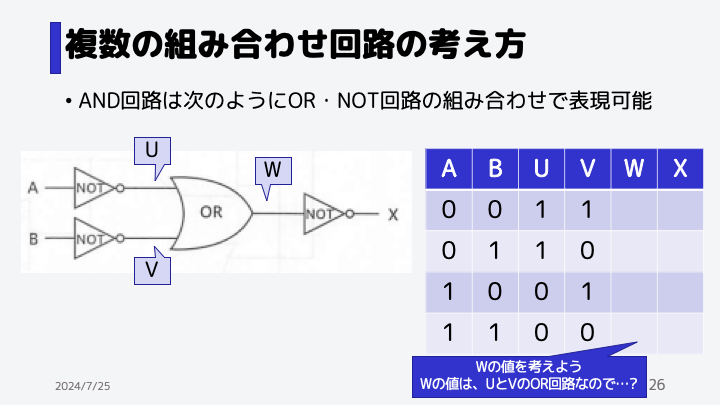 複数の組み合わせ回路の考え方
• AND回路は次のようにOR・NOT回路の組み合わせで表現可能
U
W
A NOT
OR
NOT X
B NOT
V
A B U V W X
0 0 1 1
0 1 1 0
1 0 0 1
1 1 0 0
Wの値を考えよう
Wの値は、UとVのOR回路なので…?
2024/7/25
26